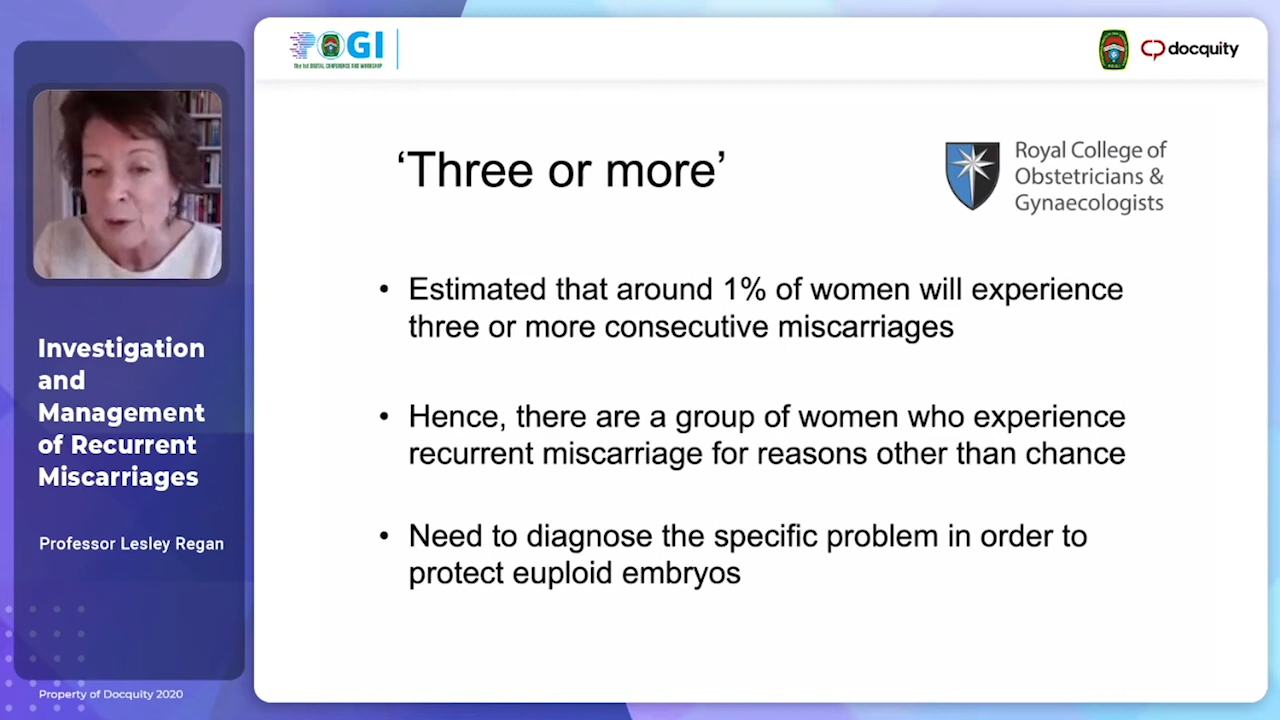 Investigation
and
Management
of Recurrent
Miscarriages
Professor Lesley Regan
Property of Docquity 2020
POGI
The 1st DIGITAL CONFERENCE AND WORKSHOP
docquity
‘Three or more’
Royal College of
Obstetricians &
Gynaecologists
• Estimated that around 1% of women will experience
three or more consecutive miscarriages
• Hence, there are a group of women who experience
recurrent miscarriage for reasons other than chance
• Need to diagnose the specific problem in order to
protect euploid embryos